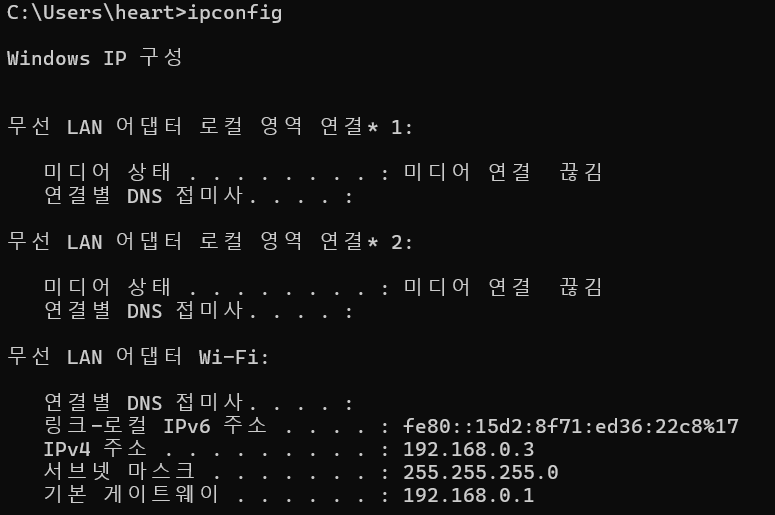 C:\Users\heart>ipconfig
Windows IP 구성
무선 LAN 어댑터 로컬 영역 연결* 1:
미디어 상태 . . . . . . . . : 미디어 연결 끊김
연결별 DNS 접미사. . . . :
무선 LAN 어댑터 로컬 영역 연결* 2:
미디어 상태 . . . . . . . . : 미디어 연결 끊김
연결별 DNS 접미사. . . . :
무선 LAN 어댑터 Wi-Fi:
연결별 DNS 접미사. . . . :
링크-로컬 IPv6 주소 . . . . : fe80::15d2:8f71:ed36:22c8%17
IPv4 주소 . . . . . . . . . : 192.168.0.3
서브넷 마스크 . . . . . . . : 255.255.255.0
기본 게이트웨이 . . . . . . : 192.168.0.1